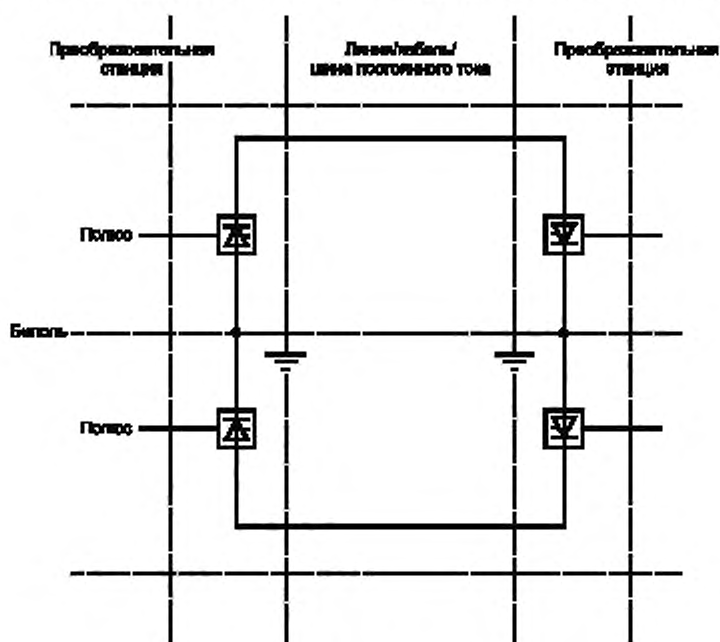 Преобразовательная
станция
Линия/кабель/
шина постоянного тока
Преобразовательная
станция
Полюс
Биполь
Полюс